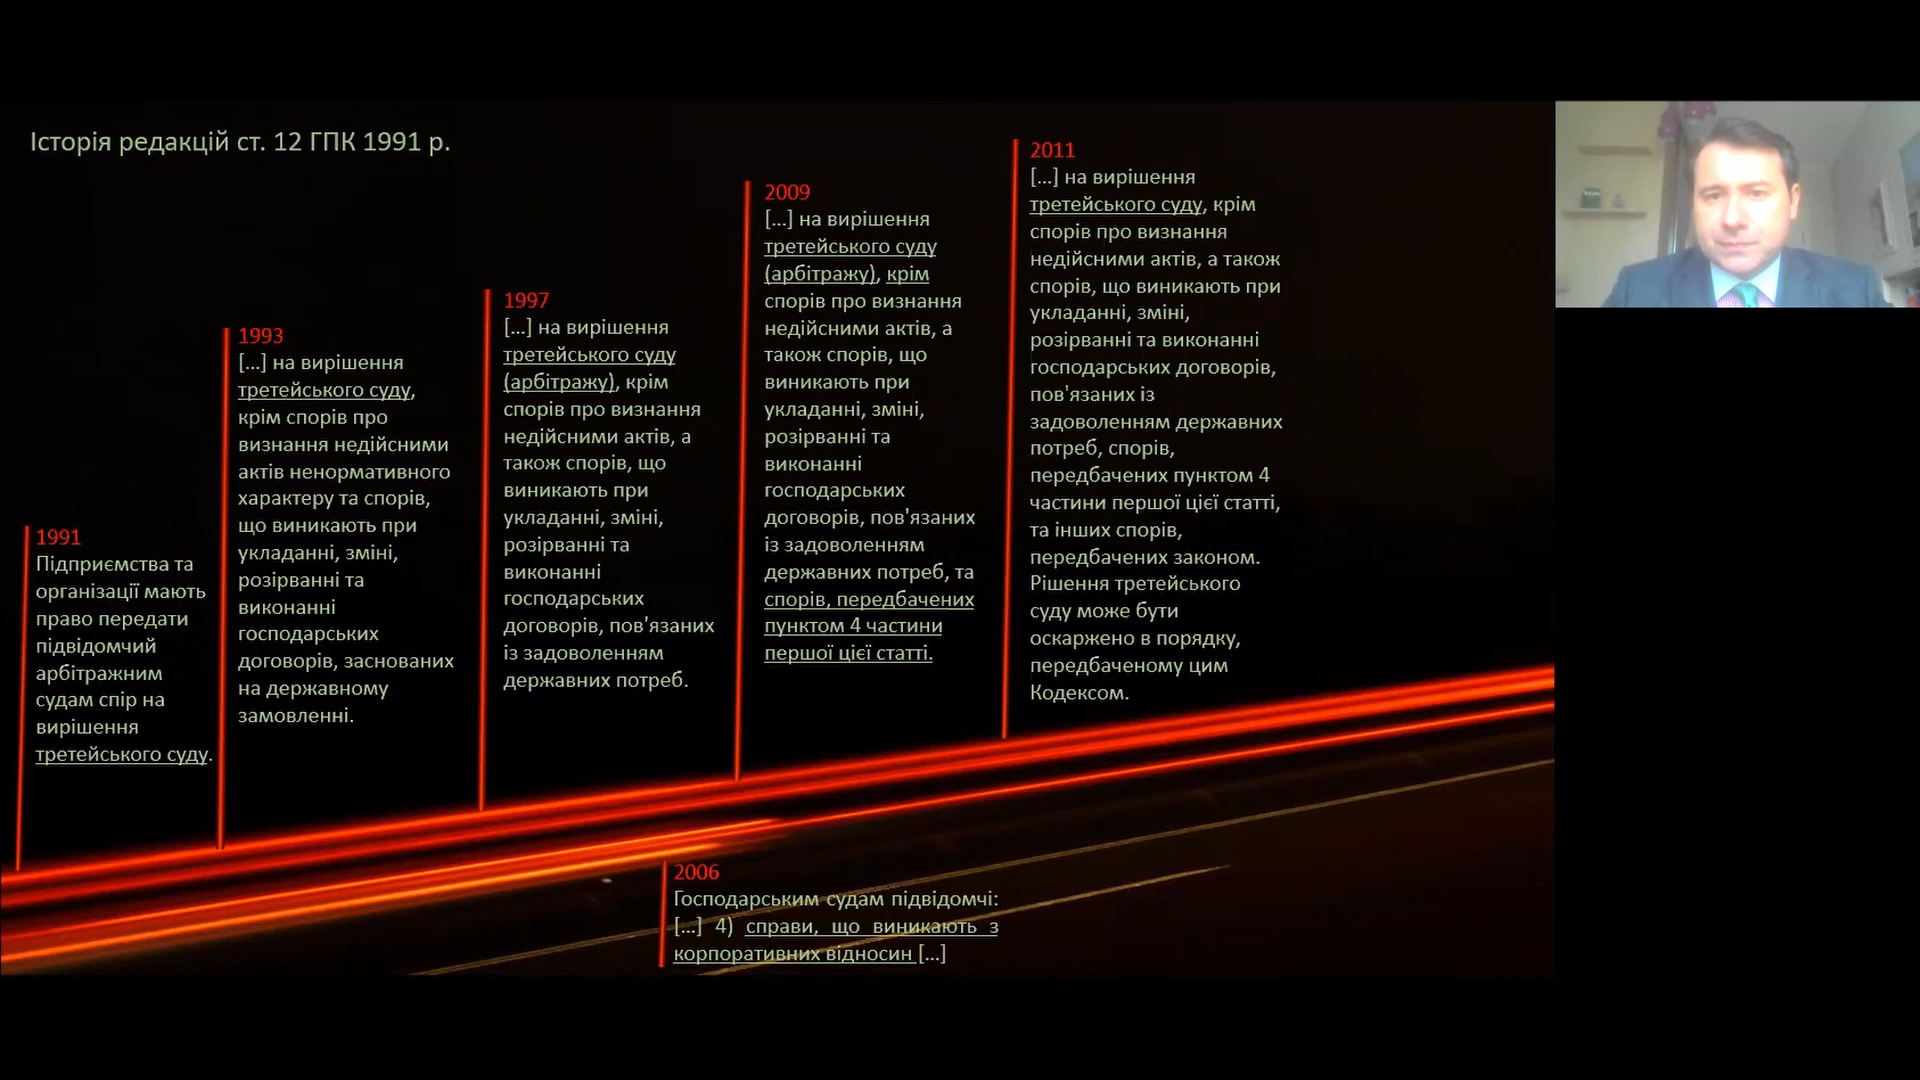 Історія редакцій ст. 12 ГПК 1991 р.
1991
Підприємства та
організації мають
право передати
підвідомчий
арбітражним
судам спір на
вирішення
третейського суду.
1993
[...] на вирішення
третейського суду,
крім спорів про
визнання недійсними
актів ненормативного
характеру та спорів,
що виникають при
укладанні, зміні,
розірванні та
виконанні
господарських
договорів, заснованих
на державному
замовленні.
1997
[...] на вирішення
третейського суду
(арбітражу), крім
спорів про визнання
недійсними актів, а
також спорів, що
виникають при
укладанні, зміні,
розірванні та
виконанні
господарських
договорів, пов'язаних
із задоволенням
державних потреб.
2006
Господарським судам підвідомчі:
[...] 4) справи, що виникають з
корпоративних відносин [...]
2009
[...] на вирішення
третейського суду
(арбітражу), крім
спорів про визнання
недійсними актів, а
також спорів, що
виникають при
укладанні, зміні,
розірванні та
виконанні
господарських
договорів, пов'язаних
із задоволенням
державних потреб, та
спорів, передбачених
пунктом 4 частини
першої цієї статті.
2011
[...] на вирішення
третейського суду, крім
спорів про визнання
недійсними актів, а також
спорів, що виникають при
укладанні, зміні,
розірванні та виконанні
господарських договорів,
пов'язаних із
задоволенням державних
потреб, спорів,
передбачених пунктом 4
частини першої цієї статті,
та інших спорів,
передбачених законом.
Рішення третейського
суду може бути
оскаржено в порядку,
передбаченому цим
Кодексом.